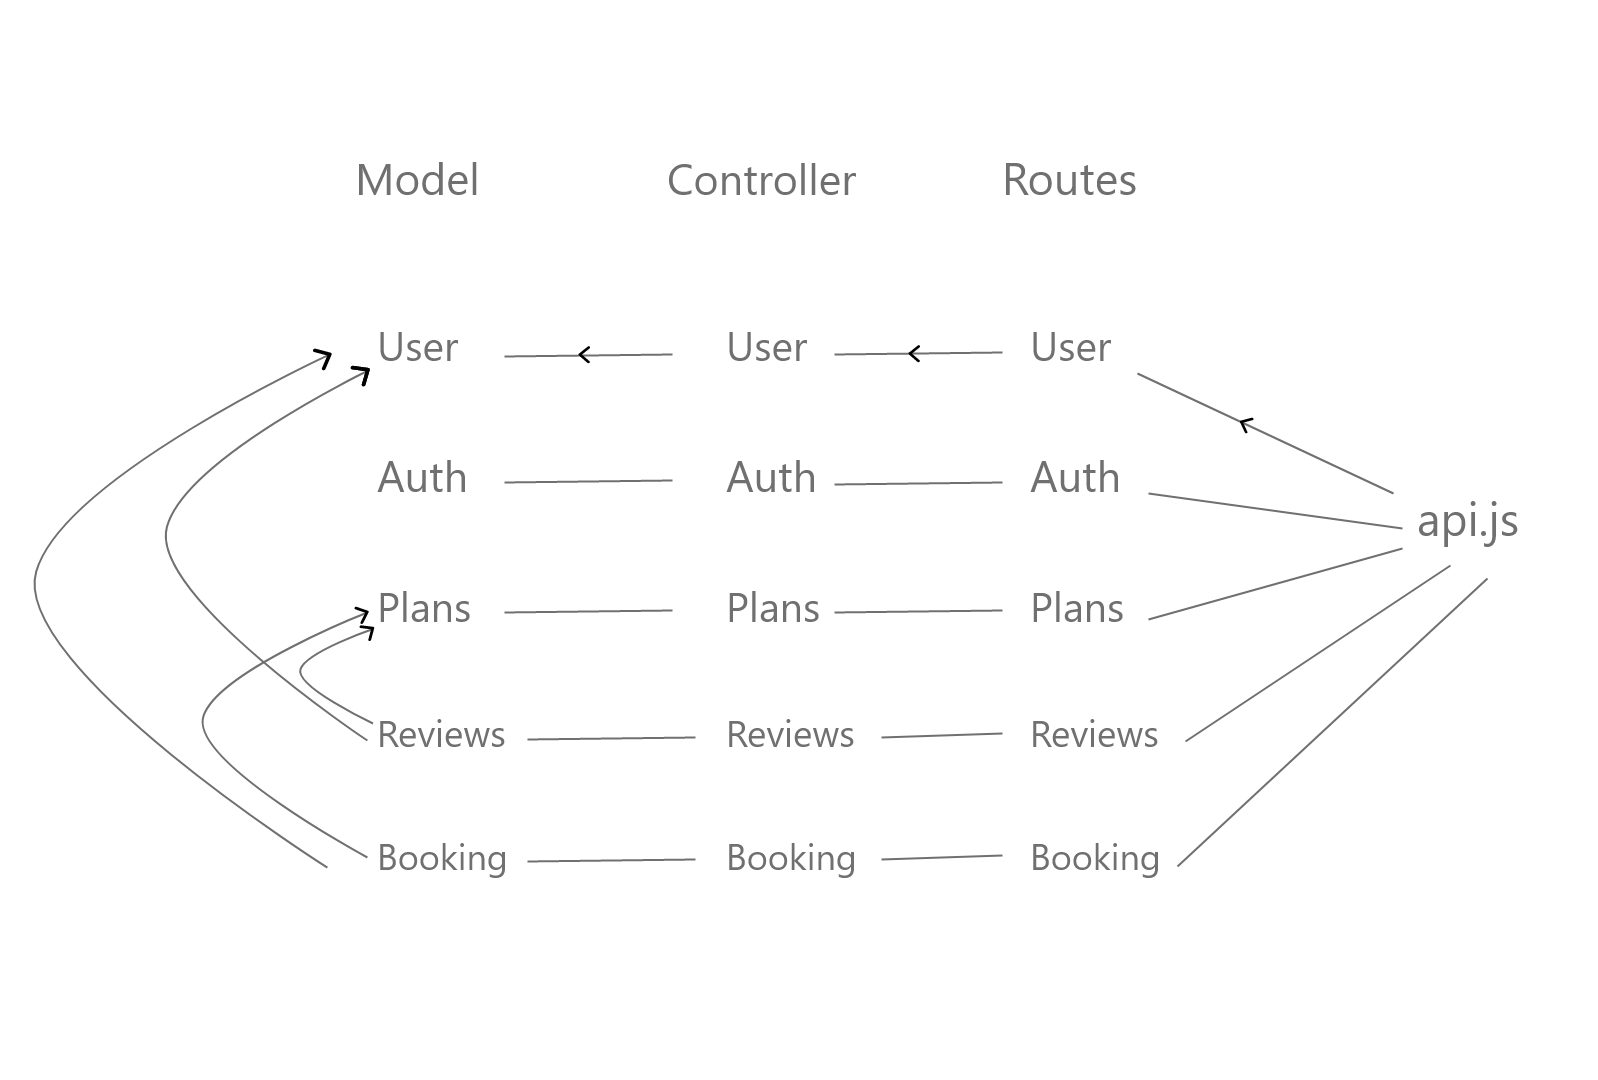 Model Controller Routes
User User User
Auth Auth Auth
api.js
Plans Plans Plans
Reviews Reviews Reviews
Booking Booking Booking